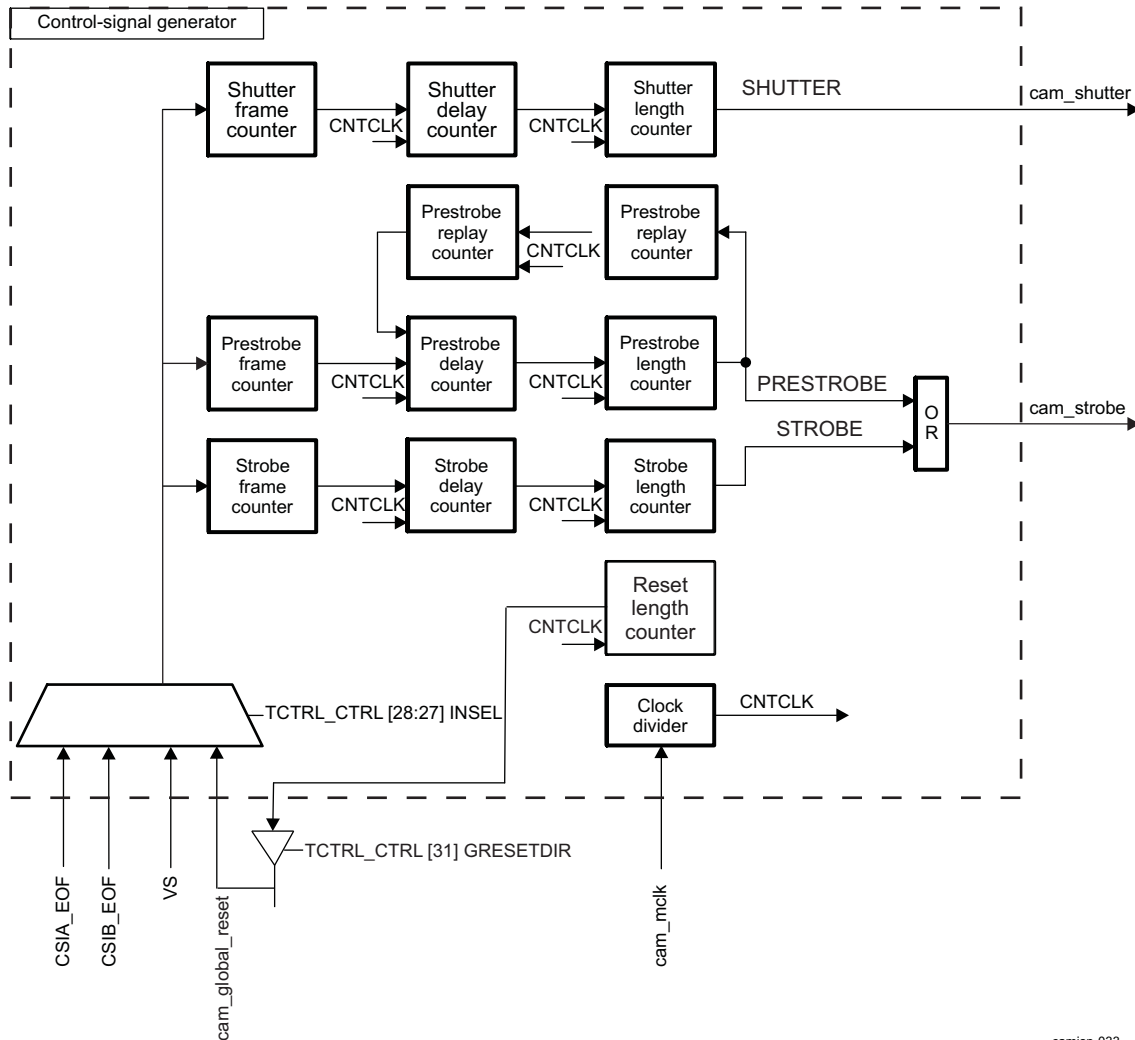 Control-signal generator
Shutter
frame
counter
CNTCLK
Shutter
delay
counter
CNTCLK
Shutter
length
counter
SHUTTER
cam_shutter
Prestrobe
replay
counter
CNTCLK
Prestrobe
replay
counter
Prestrobe
frame
counter
CNTCLK
Prestrobe
delay
counter
CNTCLK
Prestrobe
length
counter
PRESTROBE
O
R
cam_strobe
STROBE
Strobe
frame
counter
CNTCLK
Strobe
delay
counter
CNTCLK
Strobe
length
counter
CNTCLK
Reset
length
counter
TCTRL_CTRL [28:27] INSEL
Clock
divider
CNTCLK
TCTRL_CTRL [31] GRESETDIR
CSIA_EOF
CSIB_EOF
VS
cam_global_reset
cam_mclk